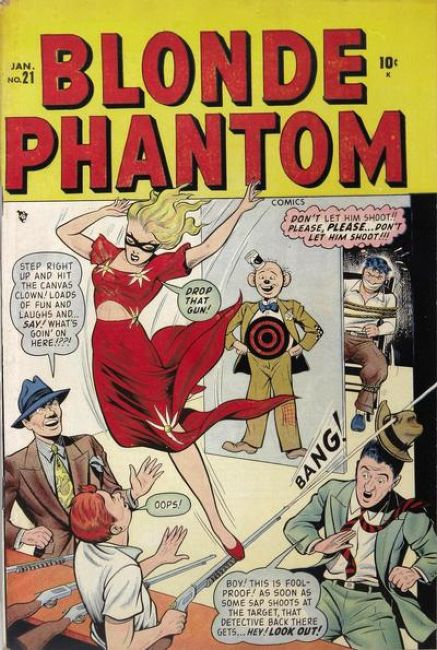 JAN.
NO.21
BLONDE
10¢
K
PHANTOM
COMICS
DON'T LET HIM SHOOT!!
PLEASE, PLEASE...DON'T
LET HIM SHOOT!!!
STEP RIGHT
UP AND HIT
THE CANVAS
CLOWN! LOADS
OF FUN AND
LAUGHS AND...
SAY! WHAT'S
GOIN' ON
HERE!??!
DROP
THAT
GUN!
BANG!
OOPS!
BOY! THIS IS FOOL-
PROOF! AS SOON AS
SOME SAP SHOOTS AT
THE TARGET, THAT
DETECTIVE BACK THERE
GETS...HEY! LOOK OUT!